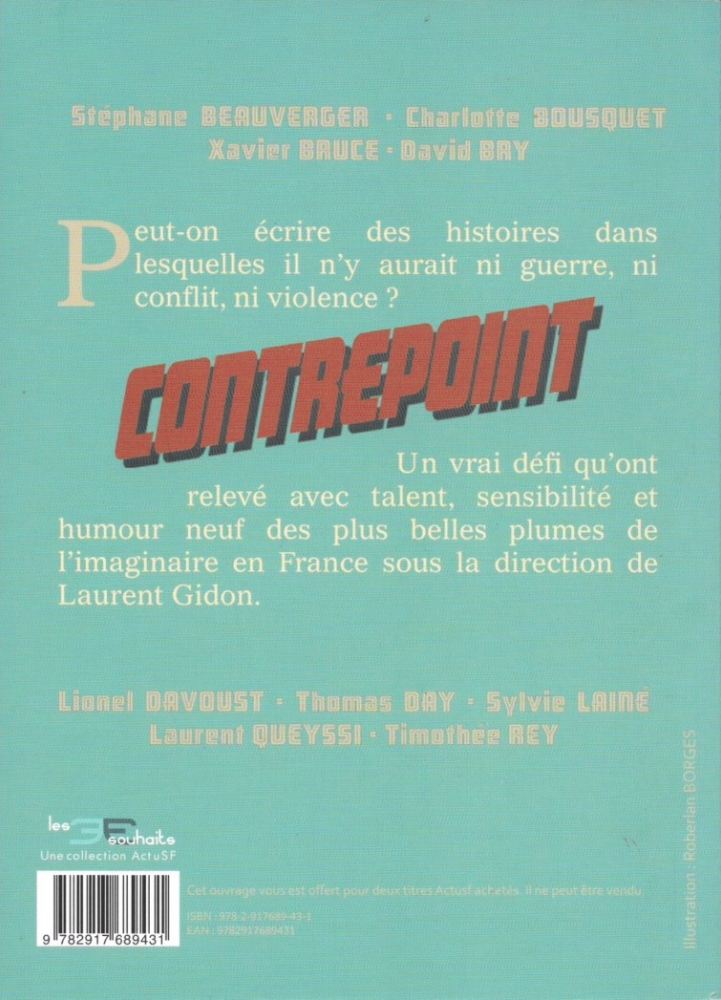 Stéphane BEAUVERGER • Charlotte BOUSQUET
Xavier BRUCE • David BRY
Peut-on écrire des histoires dans
lesquelles il n'y aurait ni guerre, ni
conflit, ni violence ?
CONTREPOINT
Un vrai défi qu'ont
relevé avec talent, sensibilité et
humour neuf des plus belles plumes de
l'imaginaire en France sous la direction de
Laurent Gidon.
Lionel DAVOUST • Thomas DAY • Sylvie LAINÉ
Laurent QUEYSSI • Timothée REY
les 3 souhaits
Une collection ActuSF
Cet ouvrage vous est offert pour deux titres Actusf achetés. Il ne peut être vendu.
ISBN : 978-2-917689-43-1
EAN : 9782917689431
9 782917 689431
Illustration : Roberlan BORGES